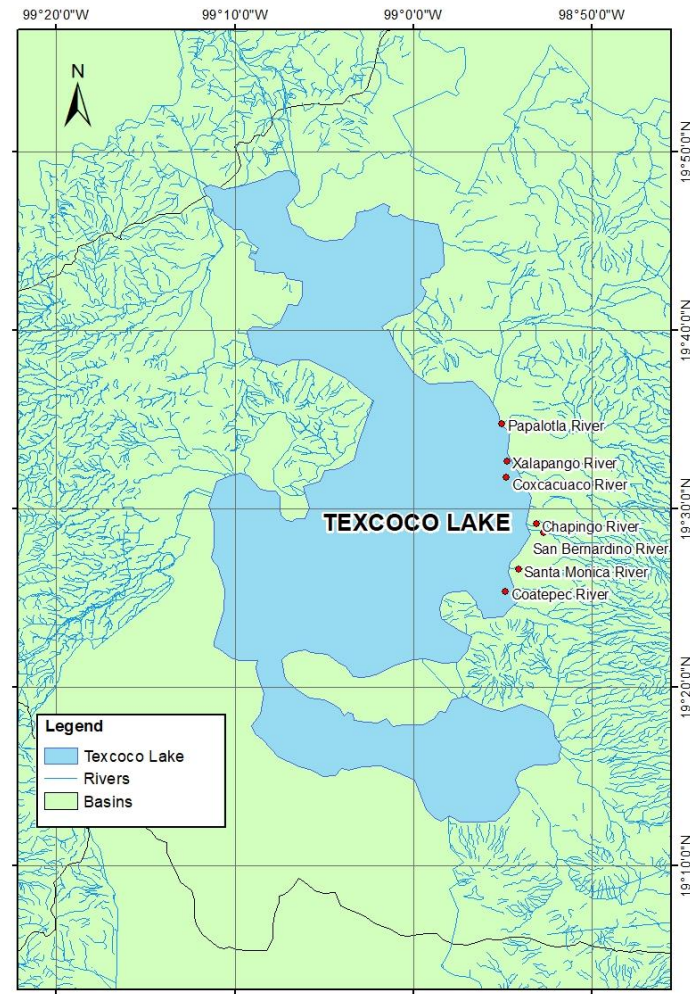 99°20'0"W 99°10'0"W 99°0'0"W 98°50'0"W
N
19°50'0"N
19°40'0"N
Papalotla River
Xalapango River
Coxcacuaco River
19°30'0"N
TEXCOCO LAKE
Chapingo River
San Bernardino River
Santa Monica River
Coatepec River
19°20'0"N
Legend
Texcoco Lake
Rivers
Basins
19°10'0"N